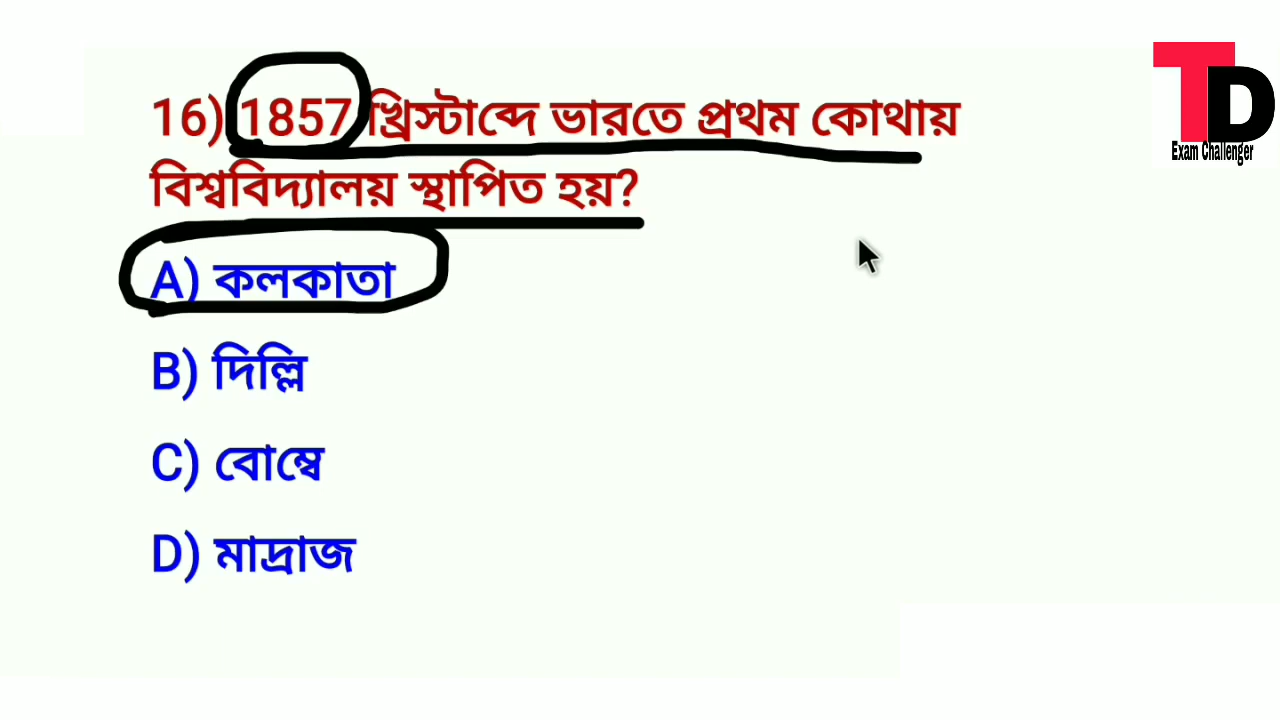 16) 1857 খ্রিস্টাব্দে ভারতে প্রথম কোথায়
বিশ্ববিদ্যালয় স্থাপিত হয়?
A) কলকাতা
B) দিল্লি
C) বোম্বে
D) মাদ্রাজ
TD
Exam Challenger